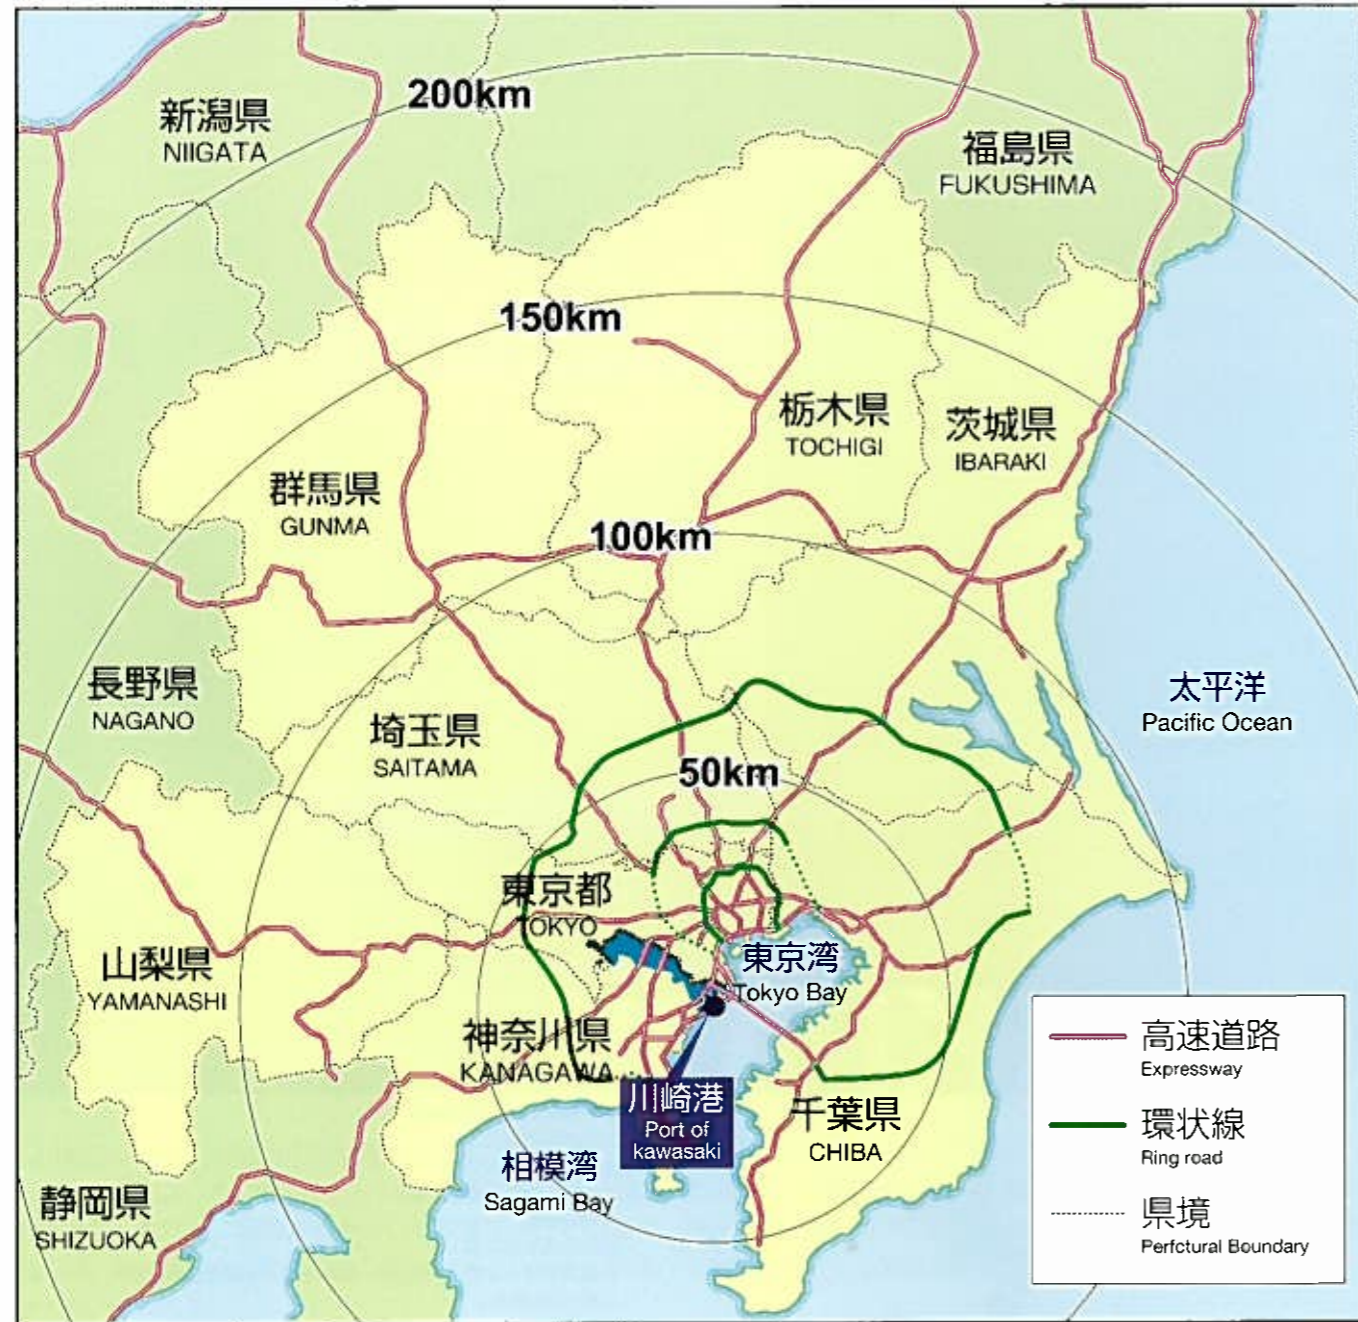 200km
新潟県
NIIGATA
福島県
FUKUSHIMA
150km
栃木県
TOCHIGI
茨城県
IBARAKI
群馬県
GUNMA
100km
長野県
NAGANO
埼玉県
SAITAMA
太平洋
Pacific Ocean
50km
東京都
TOKYO
山梨県
YAMANASHI
東京湾
Tokyo Bay
神奈川県
KANAGAWA
川崎港
Port of
kawasaki
千葉県
CHIBA
相模湾
Sagami Bay
静岡県
SHIZUOKA
高速道路
Expressway
環状線
Ring road
県境
Perfctural Boundary